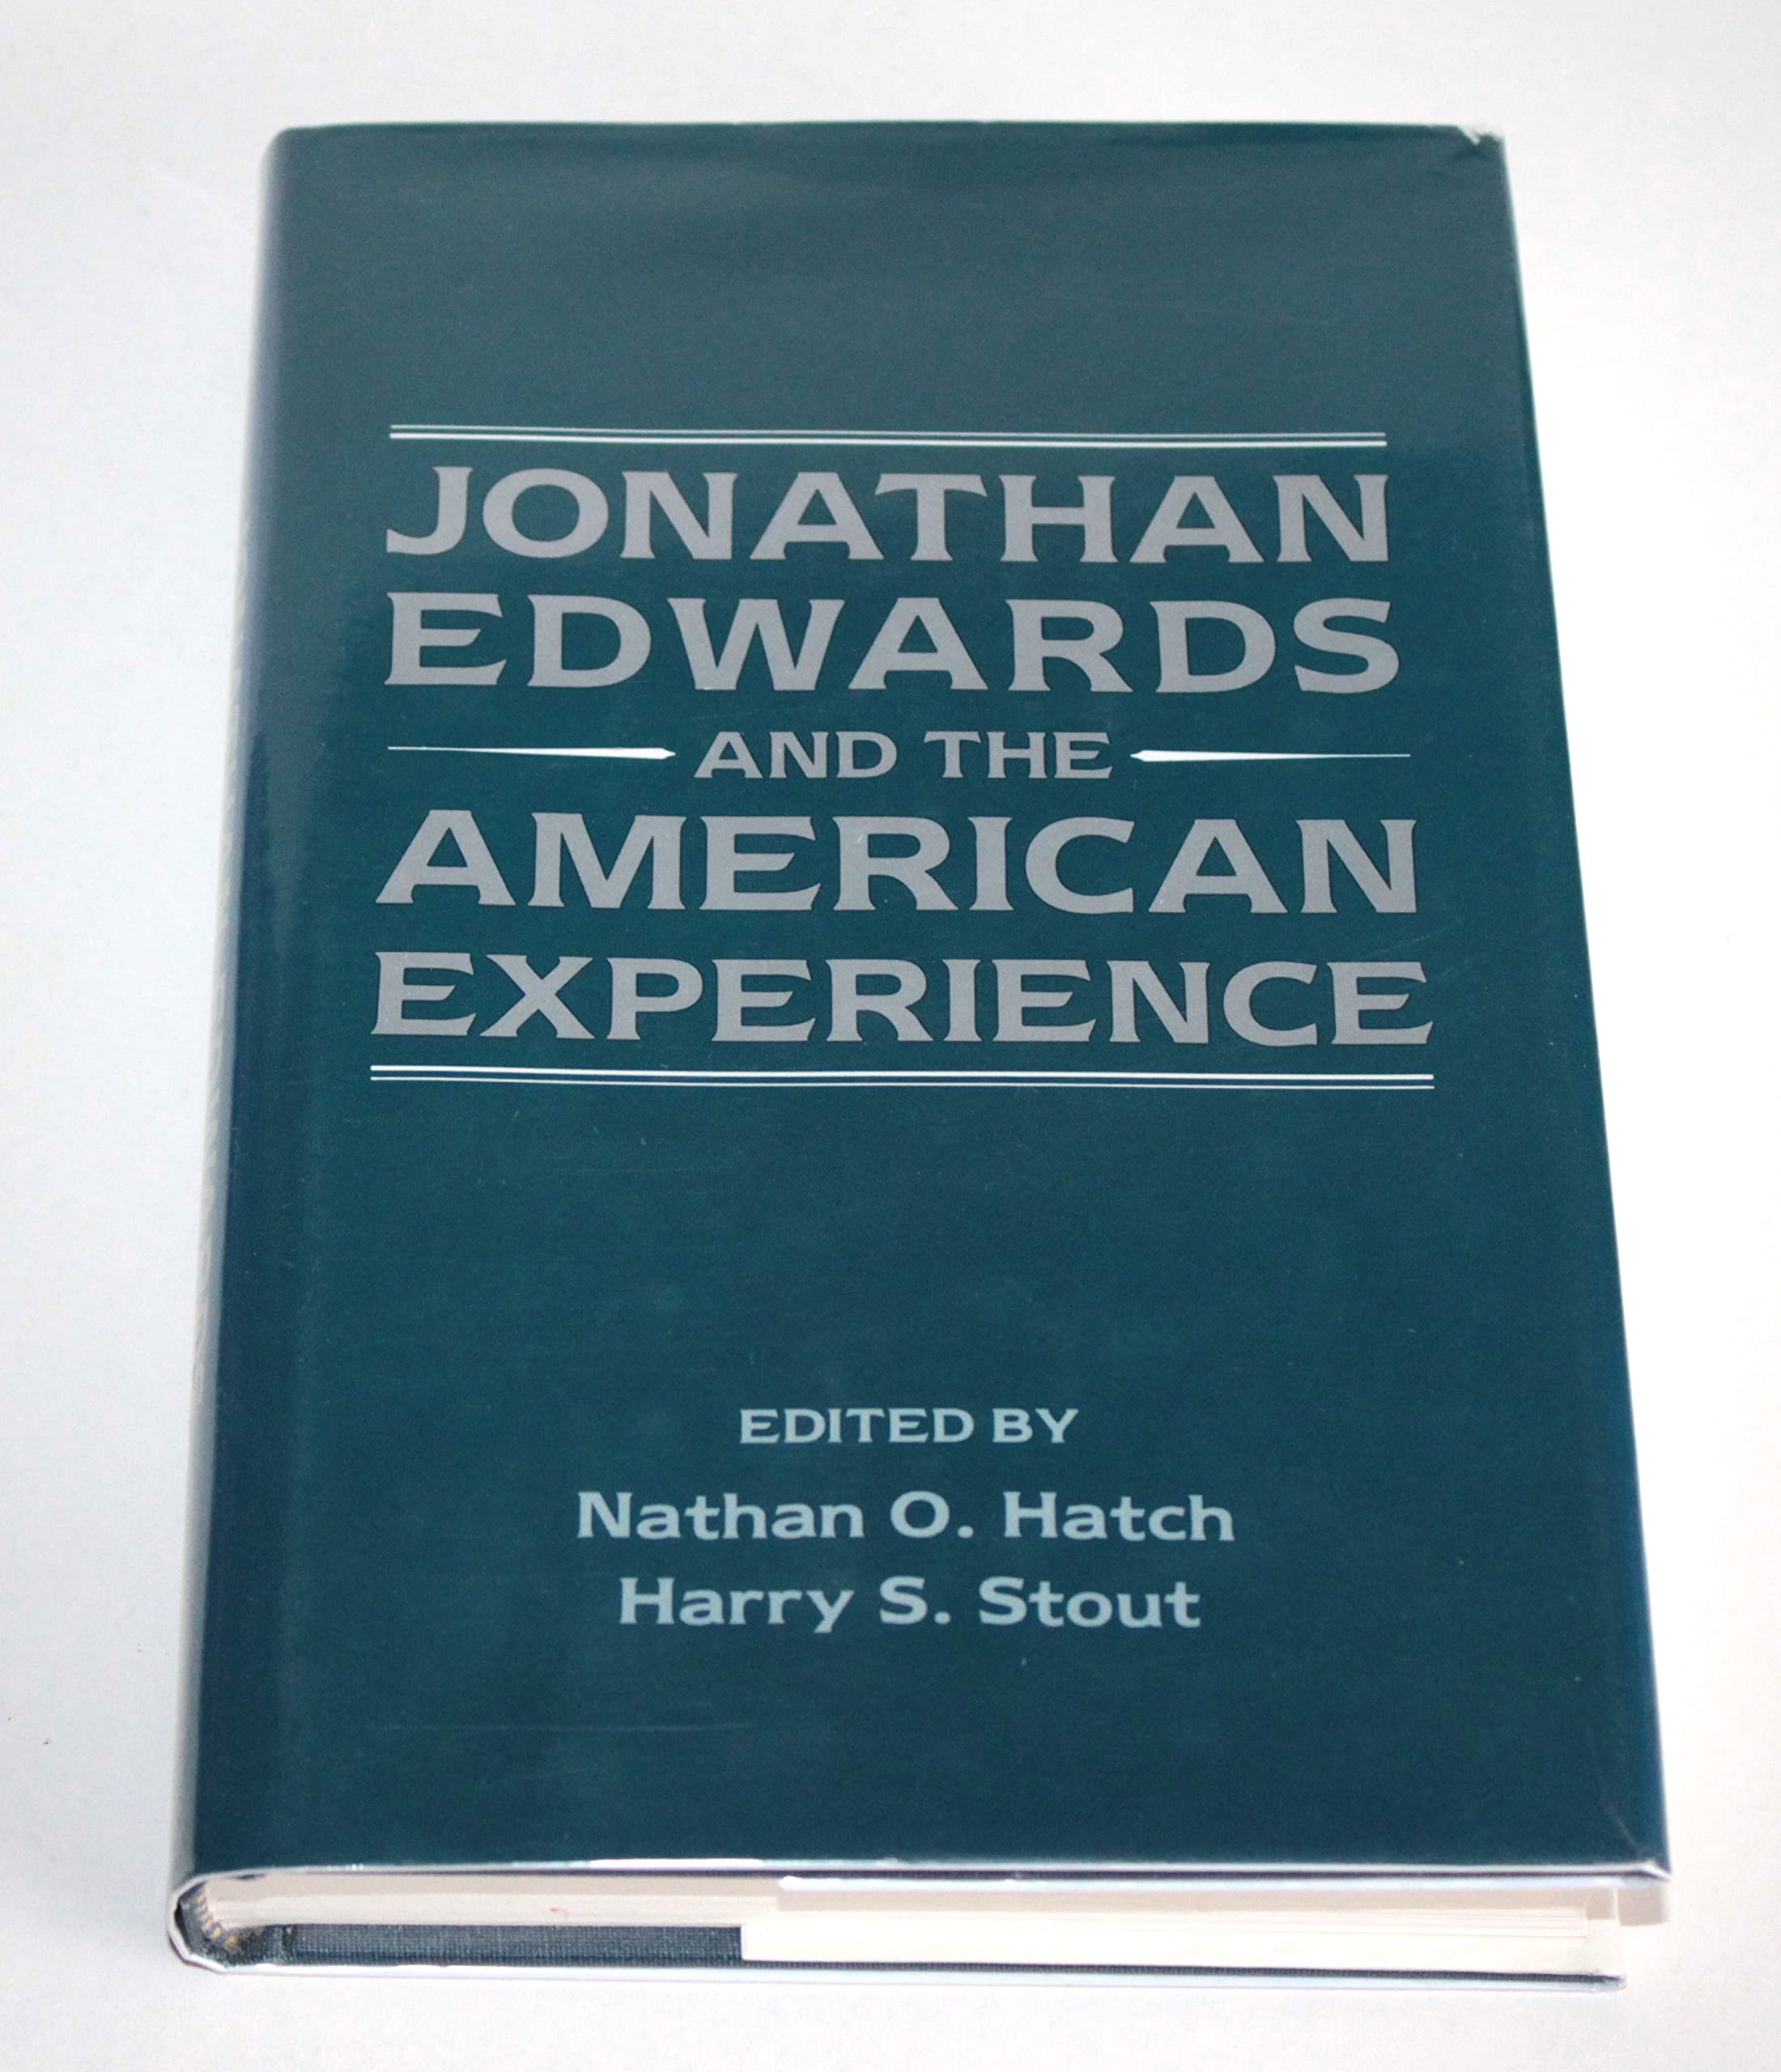 JONATHAN
EDWARDS
AND THE
AMERICAN
EXPERIENCE
EDITED BY
Nathan O. Hatch
Harry S. Stout